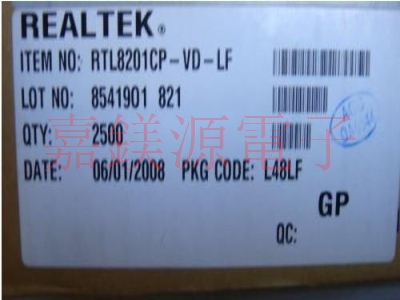 REALTEK®
ITEM NO: RTL8201CP-VD-LF
LOT NO: 8541901 821
QTY: 2500
嘉鎂源電子
DATE: 06/01/2008 PKG CODE: L48LF
GP
QC: